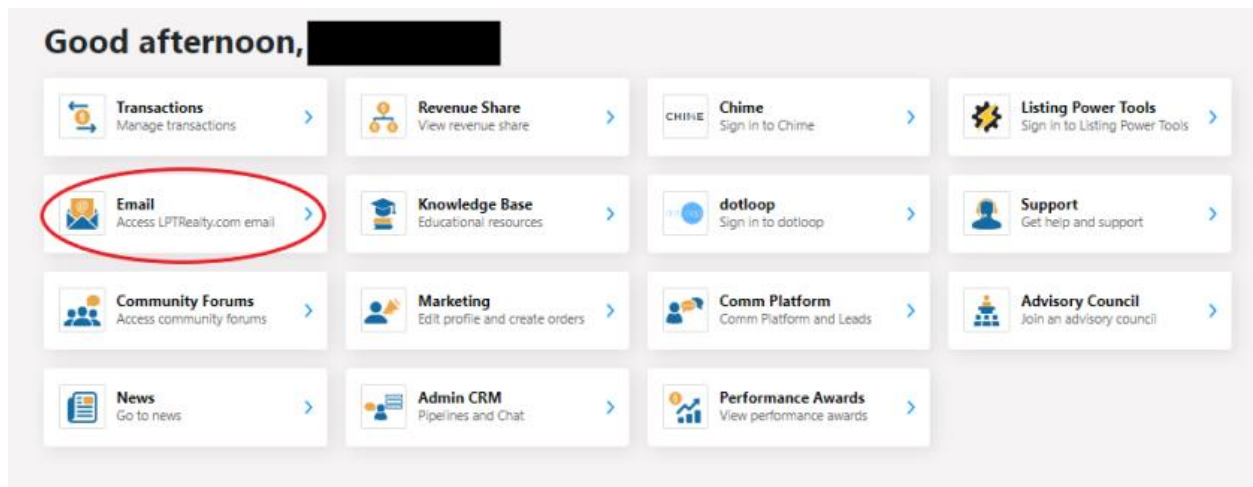 Good afternoon,
Transactions
Manage transactions
Revenue Share
View revenue share
CHIME
Chime
Sign in to Chime
Listing Power Tools
Sign in to Listing Power Tools
Email
Access LPTRealty.com email
Knowledge Base
Educational resources
dotloop
Sign in to dotloop
Support
Get help and support
Community Forums
Access community forums
Marketing
Edit profile and create orders
Comm Platform
Comm Platform and Leads
Advisory Council
Join an advisory council
News
Go to news
Admin CRM
Pipelines and Chat
Performance Awards
View performance awards